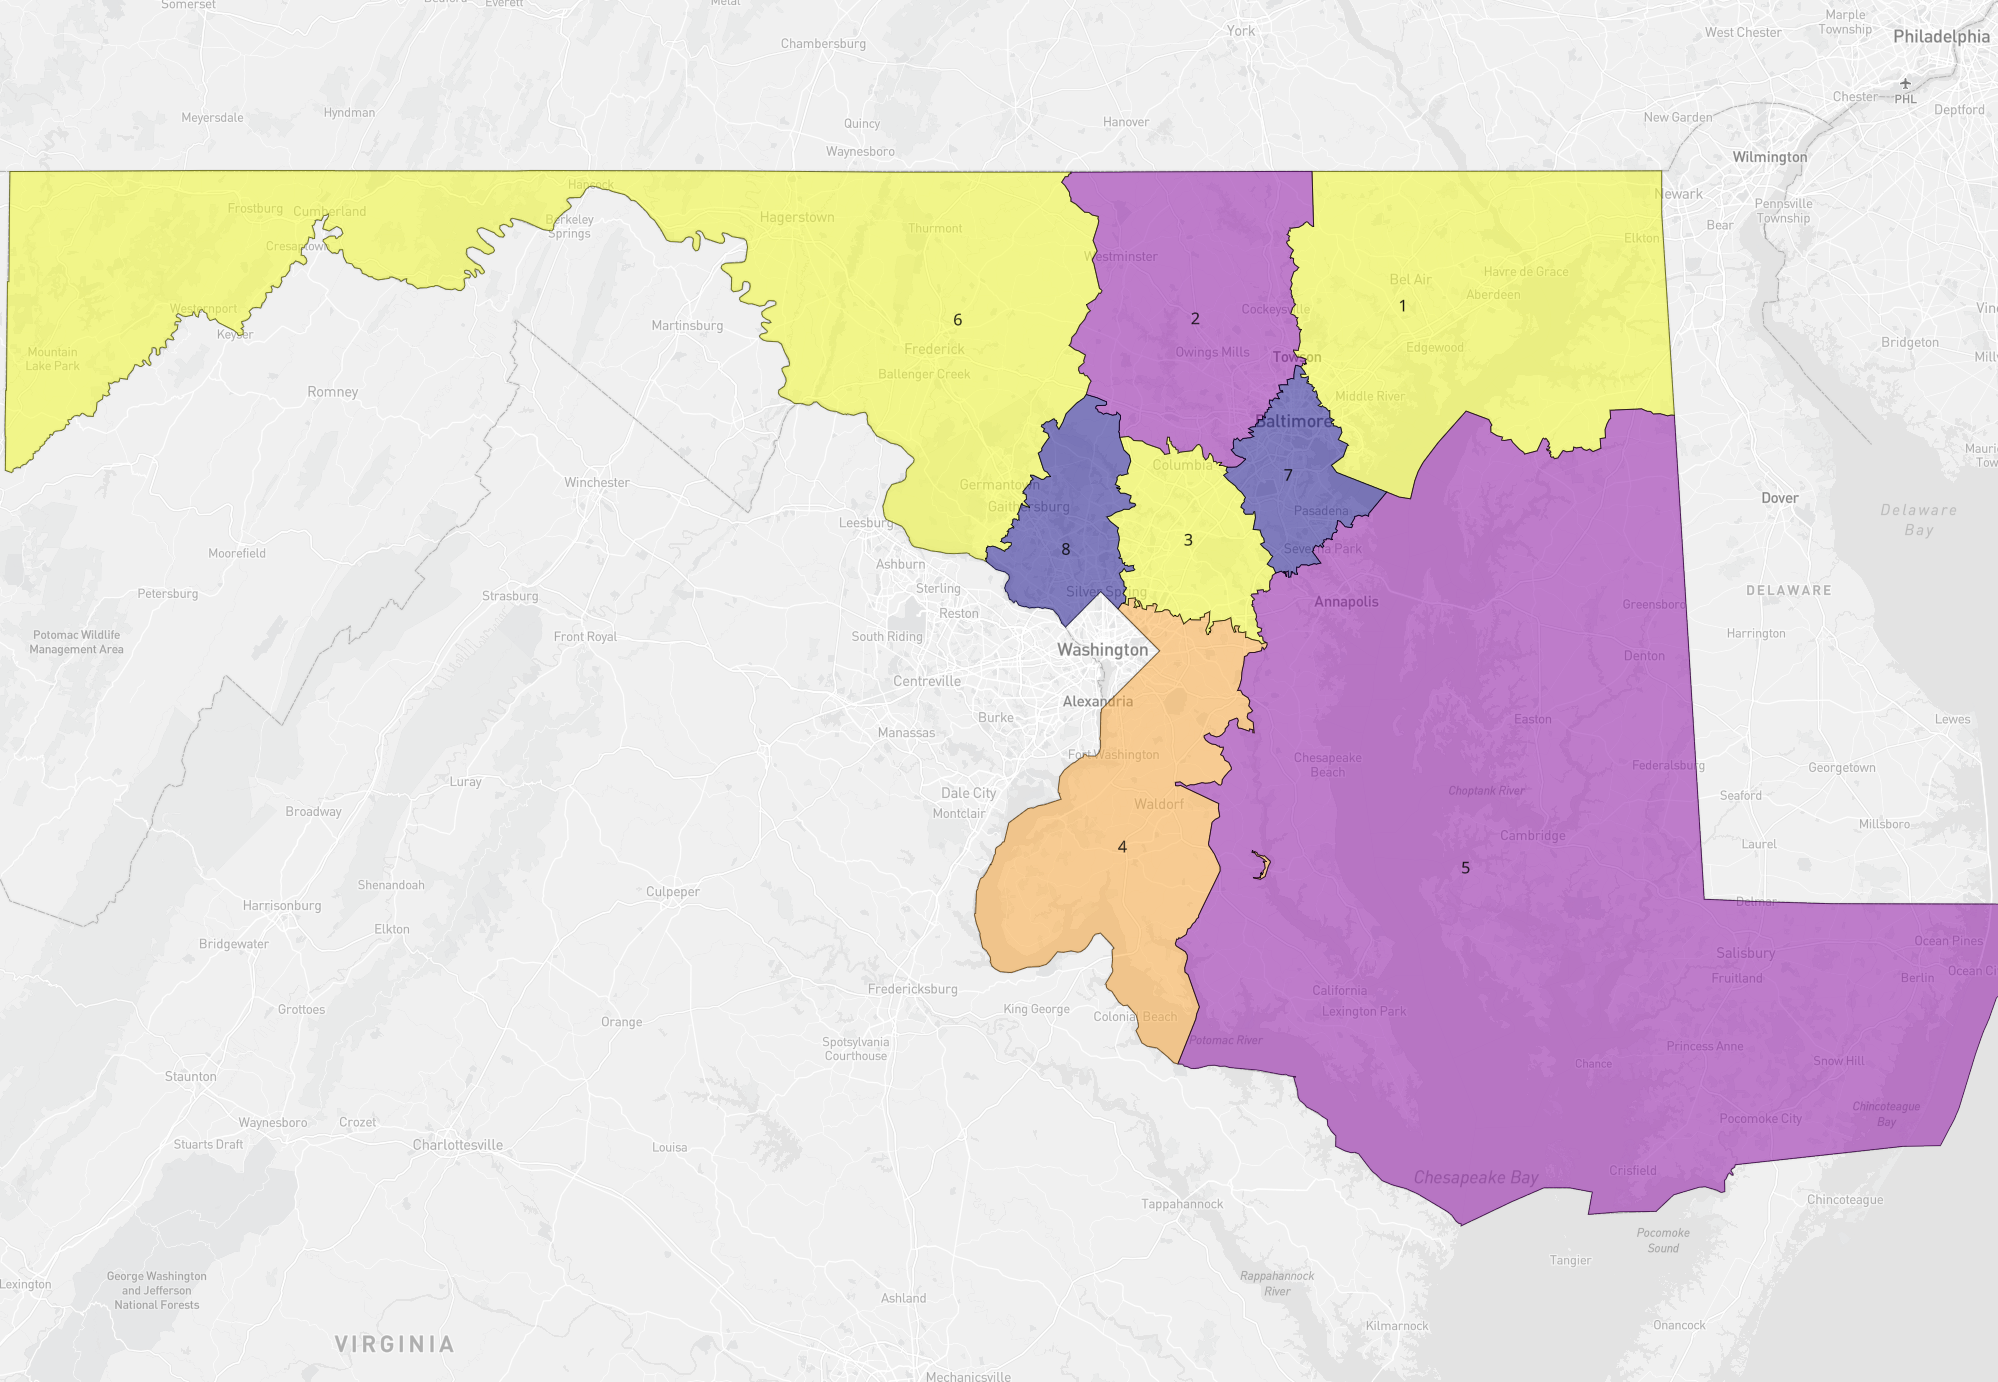 Somerset
Everett
York
Marple
Township
West Chester
Philadelphia
Chambersburg
PHL
Chester
Deptford
Meyersdale
Hyndman
Quincy
Hanover
New Garden
Waynesboro
Wilmington
Hancock
Newark
Frostburg
Cumberland
Berkeley
Springs
Hagerstown
Thurmont
Pennsville
Township
Bear
Cresaptown
Westminster
Elkton
Bel Air
Havre de Grace
Aberdeen
Westernport
Keyser
Martinsburg
6
2
1
Cockeysville
Mountain
Lake Park
Frederick
Owings Mills
Towson
Edgewood
Bridgeton
Ballenger Creek
Romney
Middle River
Baltimore
Columbia
Germantown
Winchester
7
Dover
Gaithersburg
Pasadena
Delaware
Bay
Leesburg
Moorefield
8
3
Severna Park
Ashburn
Petersburg
Strasburg
Sterling
Silver Spring
Annapolis
DELAWARE
Greensboro
Reston
Potomac Wildlife
Management Area
Front Royal
South Riding
Washington
Harrington
Denton
Centreville
Alexandria
Burke
Easton
Lewes
Manassas
Fort Washington
Chesapeake
Beach
Federalsburg
Georgetown
Luray
Dale City
Choptank River
Seaford
Broadway
Montclair
Waldorf
Millsboro
4
Cambridge
Laurel
5
Shenandoah
Culpeper
Harrisonburg
Delmar
Elkton
Bridgewater
Salisbury
Ocean Pines
Fruitland
Berlin
Ocean Ci
Fredericksburg
California
Grottoes
King George
Colonial Beach
Lexington Park
Orange
Spotsylvania
Courthouse
Potomac River
Princess Anne
Chance
Snow Hill
Staunton
Waynesboro
Crozet
Chincoteague
Bay
Pocomoke City
Stuarts Draft
Charlottesville
Louisa
Chesapeake Bay
Crisfield
Tappahannock
Chincoteague
Pocomoke
Sound
Tangier
Lexington
George Washington
and Jefferson
National Forests
Rappahannock
River
Ashland
VIRGINIA
Kilmarnock
Onancock
Mechanicsville